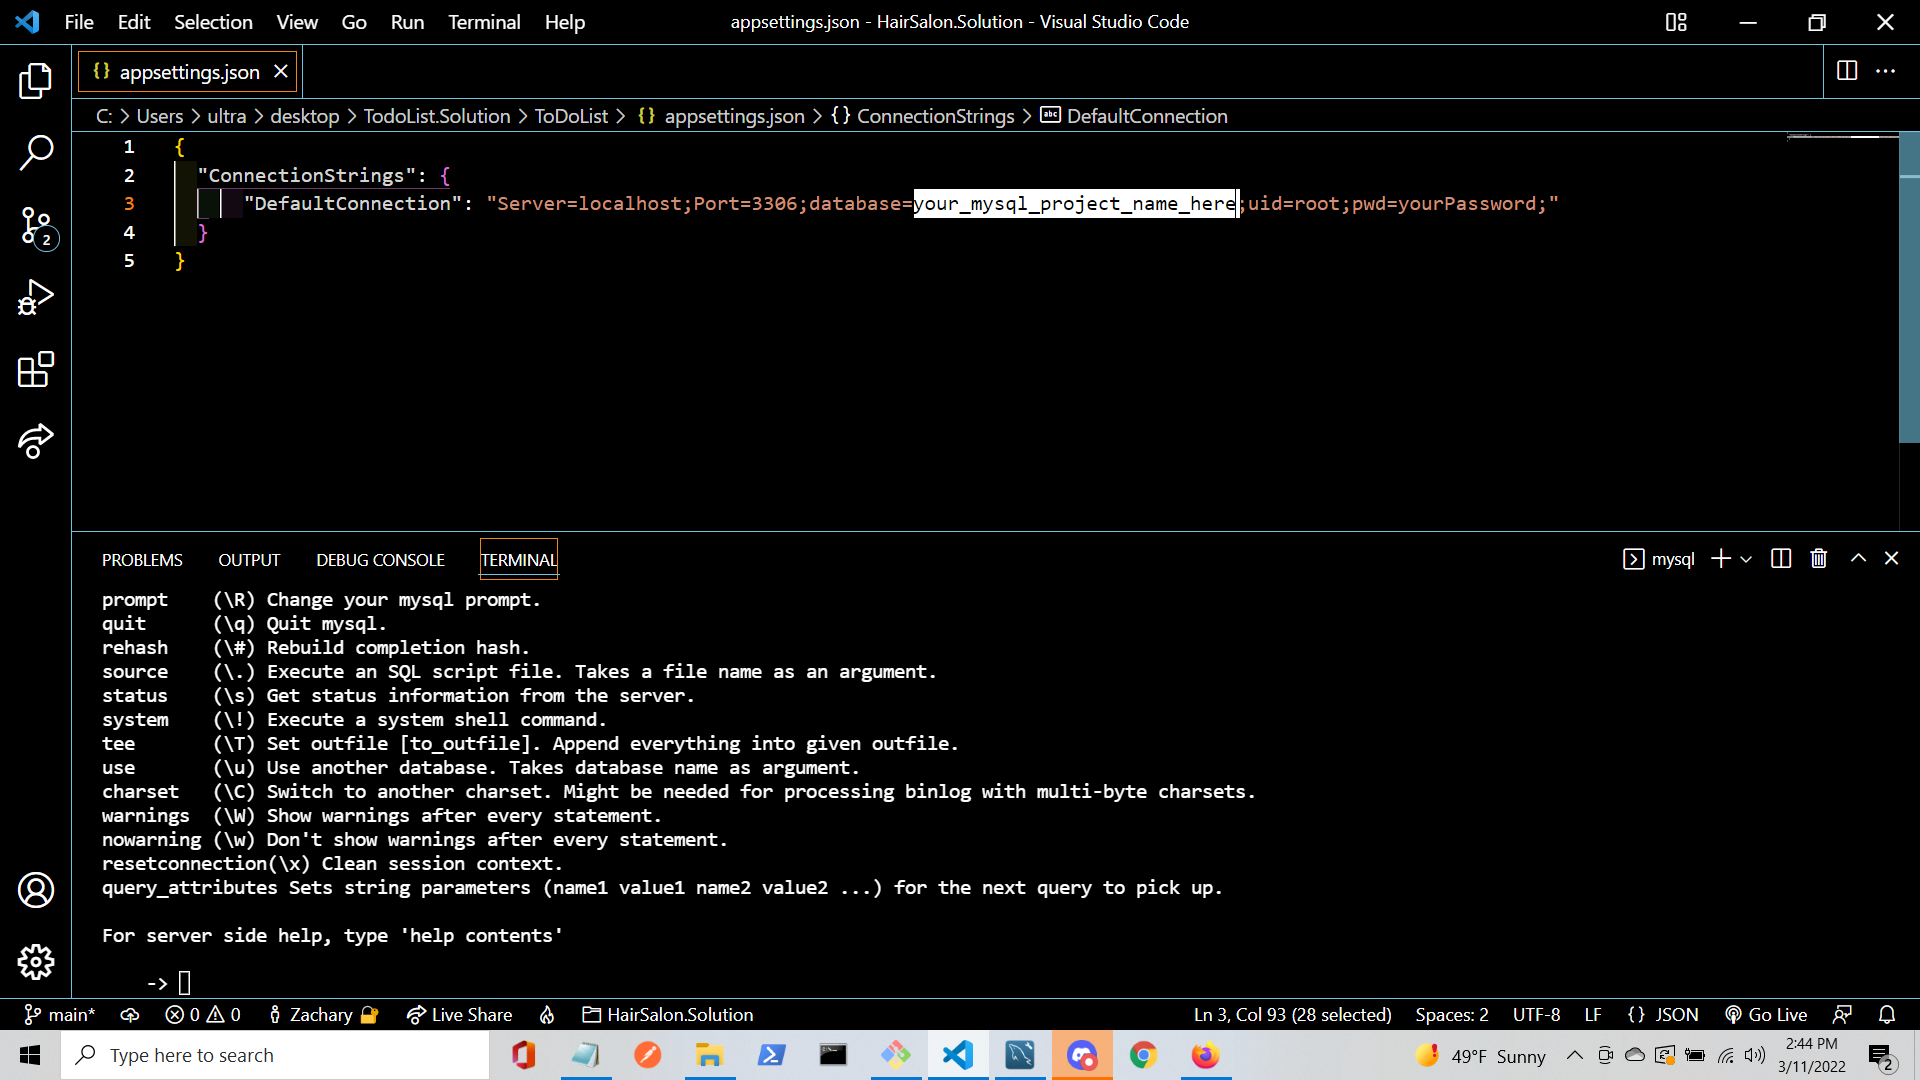 File Edit Selection View Go Run Terminal Help appsettings.json - HairSalon.Solution - Visual Studio Code
{} appsettings.json
C: > Users > ultra > desktop > TodoList.Solution > ToDoList > {} appsettings.json > {} ConnectionStrings > abc DefaultConnection
1 {
2 "ConnectionStrings": {
3 "DefaultConnection": "Server=localhost;Port=3306;database=your_mysql_project_name_here;uid=root;pwd=yourPassword;"
4 }
5 }
2
PROBLEMS OUTPUT DEBUG CONSOLE TERMINAL mysql
prompt (\R) Change your mysql prompt.
quit (\q) Quit mysql.
rehash (\#) Rebuild completion hash.
source (\.) Execute an SQL script file. Takes a file name as an argument.
status (\s) Get status information from the server.
system (\!) Execute a system shell command.
tee (\T) Set outfile [to_outfile]. Append everything into given outfile.
use (\u) Use another database. Takes database name as argument.
charset (\C) Switch to another charset. Might be needed for processing binlog with multi-byte charsets.
warnings (\W) Show warnings after every statement.
nowarning (\w) Don't show warnings after every statement.
resetconnection(\x) Clean session context.
query_attributes Sets string parameters (name1 value1 name2 value2 ...) for the next query to pick up.
For server side help, type 'help contents'
->
main* 0 0 Zachary Live Share HairSalon.Solution Ln 3, Col 93 (28 selected) Spaces: 2 UTF-8 LF {} JSON Go Live
Type here to search 49°F Sunny 2:44 PM
3/11/2022 2